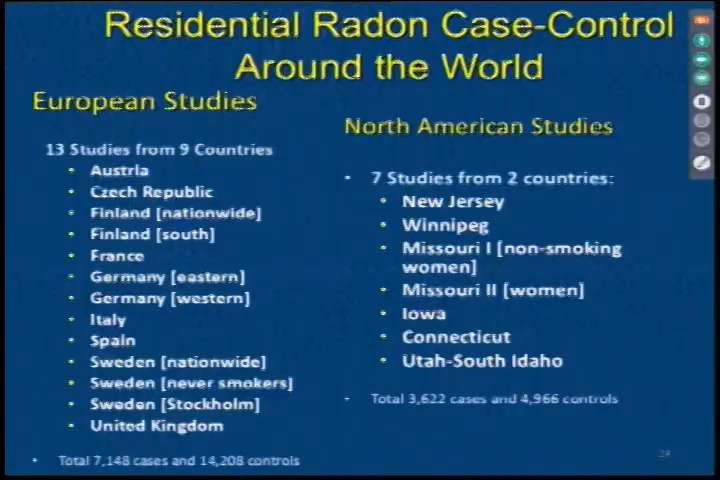 Residential Radon Case-Control
Around the World
European Studies
13 Studies from 9 Countries
Austria
Czech Republic
Finland [nationwide]
Finland [south]
France
Germany [eastern]
Germany [western]
Italy
Spain
Sweden [nationwide]
Sweden [never smokers]
Sweden [Stockholm]
United Kingdom
Total 7,148 cases and 14,208 controls
North American Studies
7 Studies from 2 countries:
New Jersey
Winnipeg
Missouri I [non-smoking
women]
Missouri II [women]
Iowa
Connecticut
Utah-South Idaho
Total 3,622 cases and 4,966 controls
24